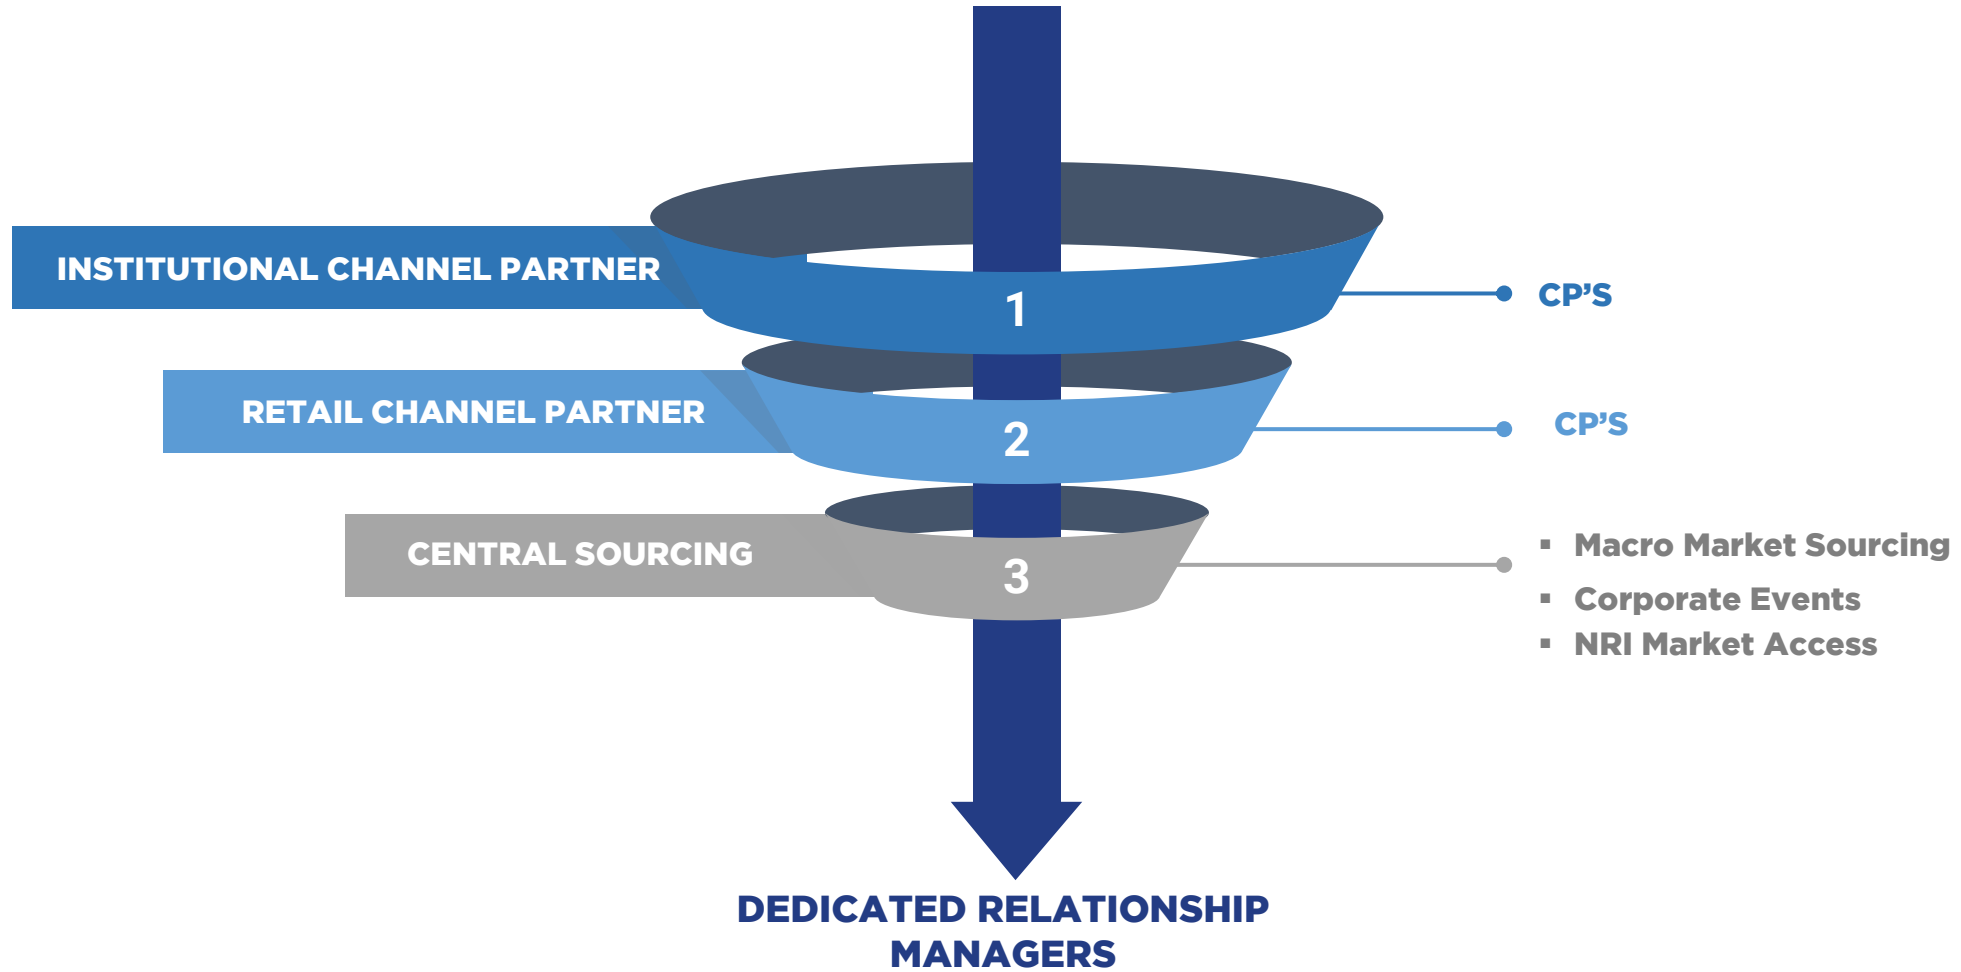 INSTITUTIONAL CHANNEL PARTNER
1
CP’S
RETAIL CHANNEL PARTNER
2
CP’S
CENTRAL SOURCING
3
▪ Macro Market Sourcing
▪ Corporate Events
▪ NRI Market Access
DEDICATED RELATIONSHIP
MANAGERS